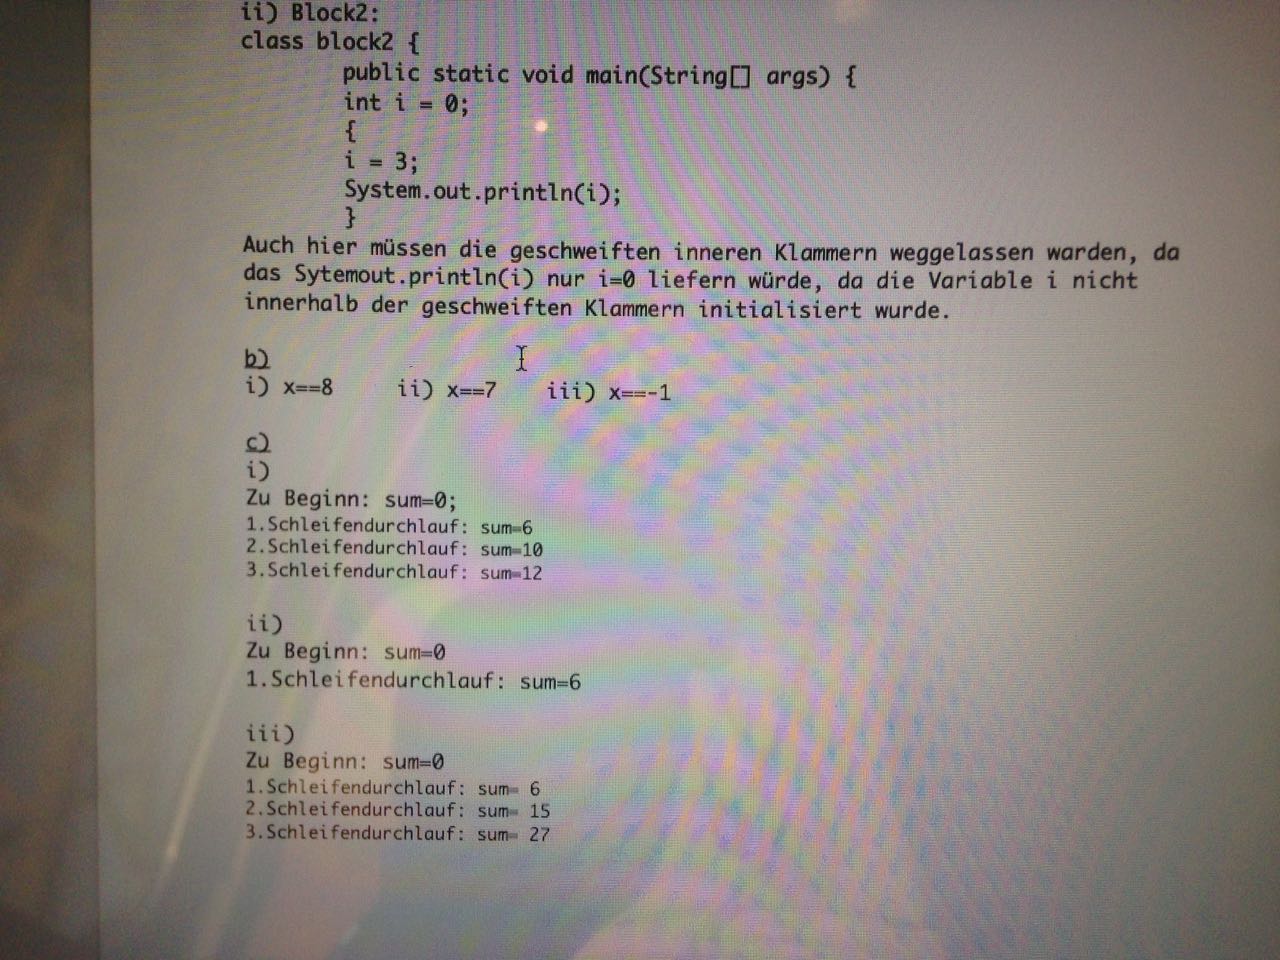 ii) Block2:
class block2 {
public static void main(String[] args) {
int i = 0;
{
i = 3;
System.out.println(i);
}
Auch hier müssen die geschweiften inneren Klammern weggelassen warden, da
das Sytemout.println(i) nur i=0 liefern würde, da die Variable i nicht
innerhalb der geschweiften Klammern initialisiert wurde.
b)
i) x==8 ii) x==7 iii) x==-1
c)
i)
Zu Beginn: sum=0;
1.Schleifendurchlauf: sum=6
2.Schleifendurchlauf: sum=10
3.Schleifendurchlauf: sum=12
ii)
Zu Beginn: sum=0
1.Schleifendurchlauf: sum=6
iii)
Zu Beginn: sum=0
1.Schleifendurchlauf: sum= 6
2.Schleifendurchlauf: sum= 15
3.Schleifendurchlauf: sum= 27